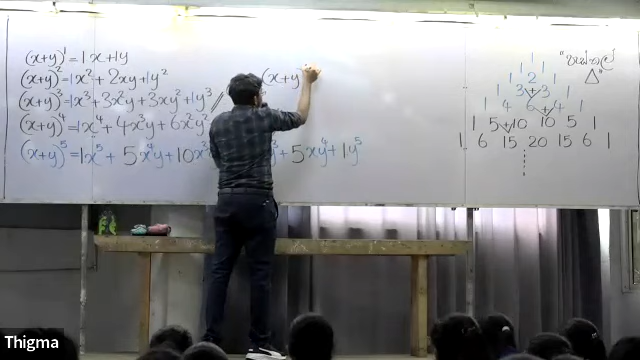 (x+y)¹ = 1x + 1y
(x+y)² = 1x² + 2xy + 1y²
(x+y)³ = 1x³ + 3x²y + 3xy² + 1y³
(x+y)⁴ = 1x⁴ + 4x³y + 6x²y²
(x+y)⁵ = 1x⁵ + 5x⁴y + 10x³ y³ + 5xy⁴ + 1y⁵
(x+y)
Δ"
1
1 1
1 2 1
1 3 + 3 1
1 4 6 + 4 1
1 5 + 10 10 5 1
1 6 15 20 15 6 1
Thigma